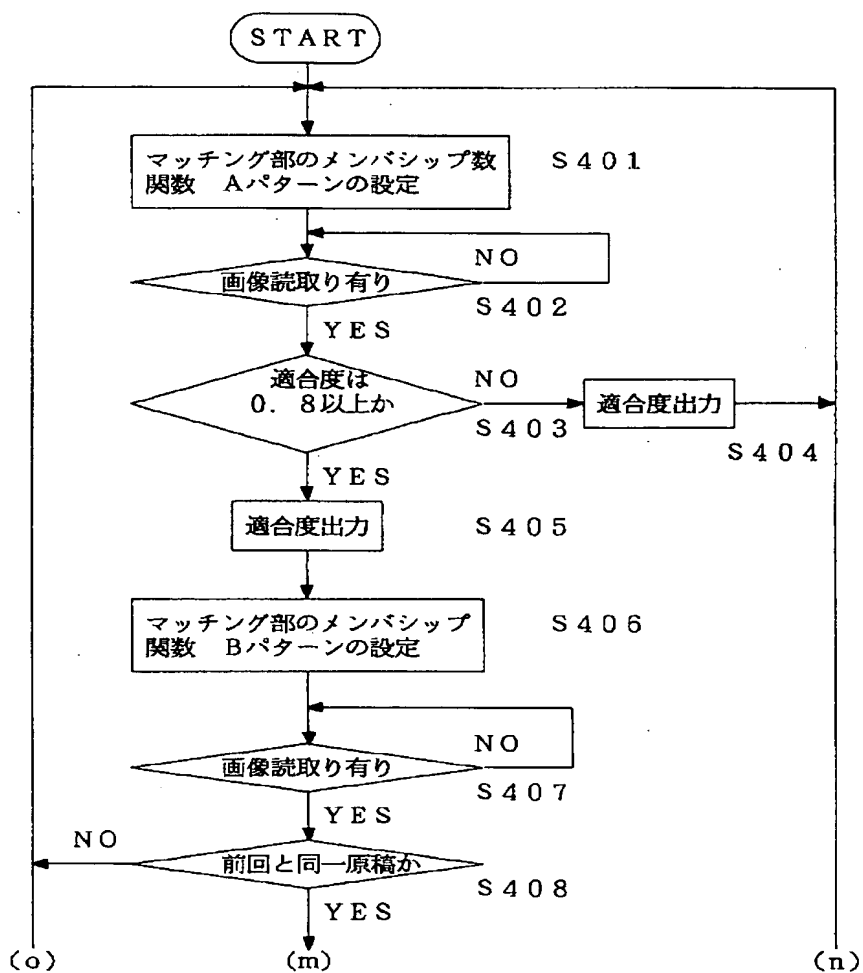 START
マッチング部のメンバシップ数
関数 Aパターンの設定
S401
NO
画像読取り有り
S402
YES
適合度は
0.8以上か
NO
S403
適合度出力
S404
YES
適合度出力
S405
マッチング部のメンバシップ
関数 Bパターンの設定
S406
NO
画像読取り有り
S407
YES
NO
前回と同一原稿か
S408
YES
(o)
(m)
(n)